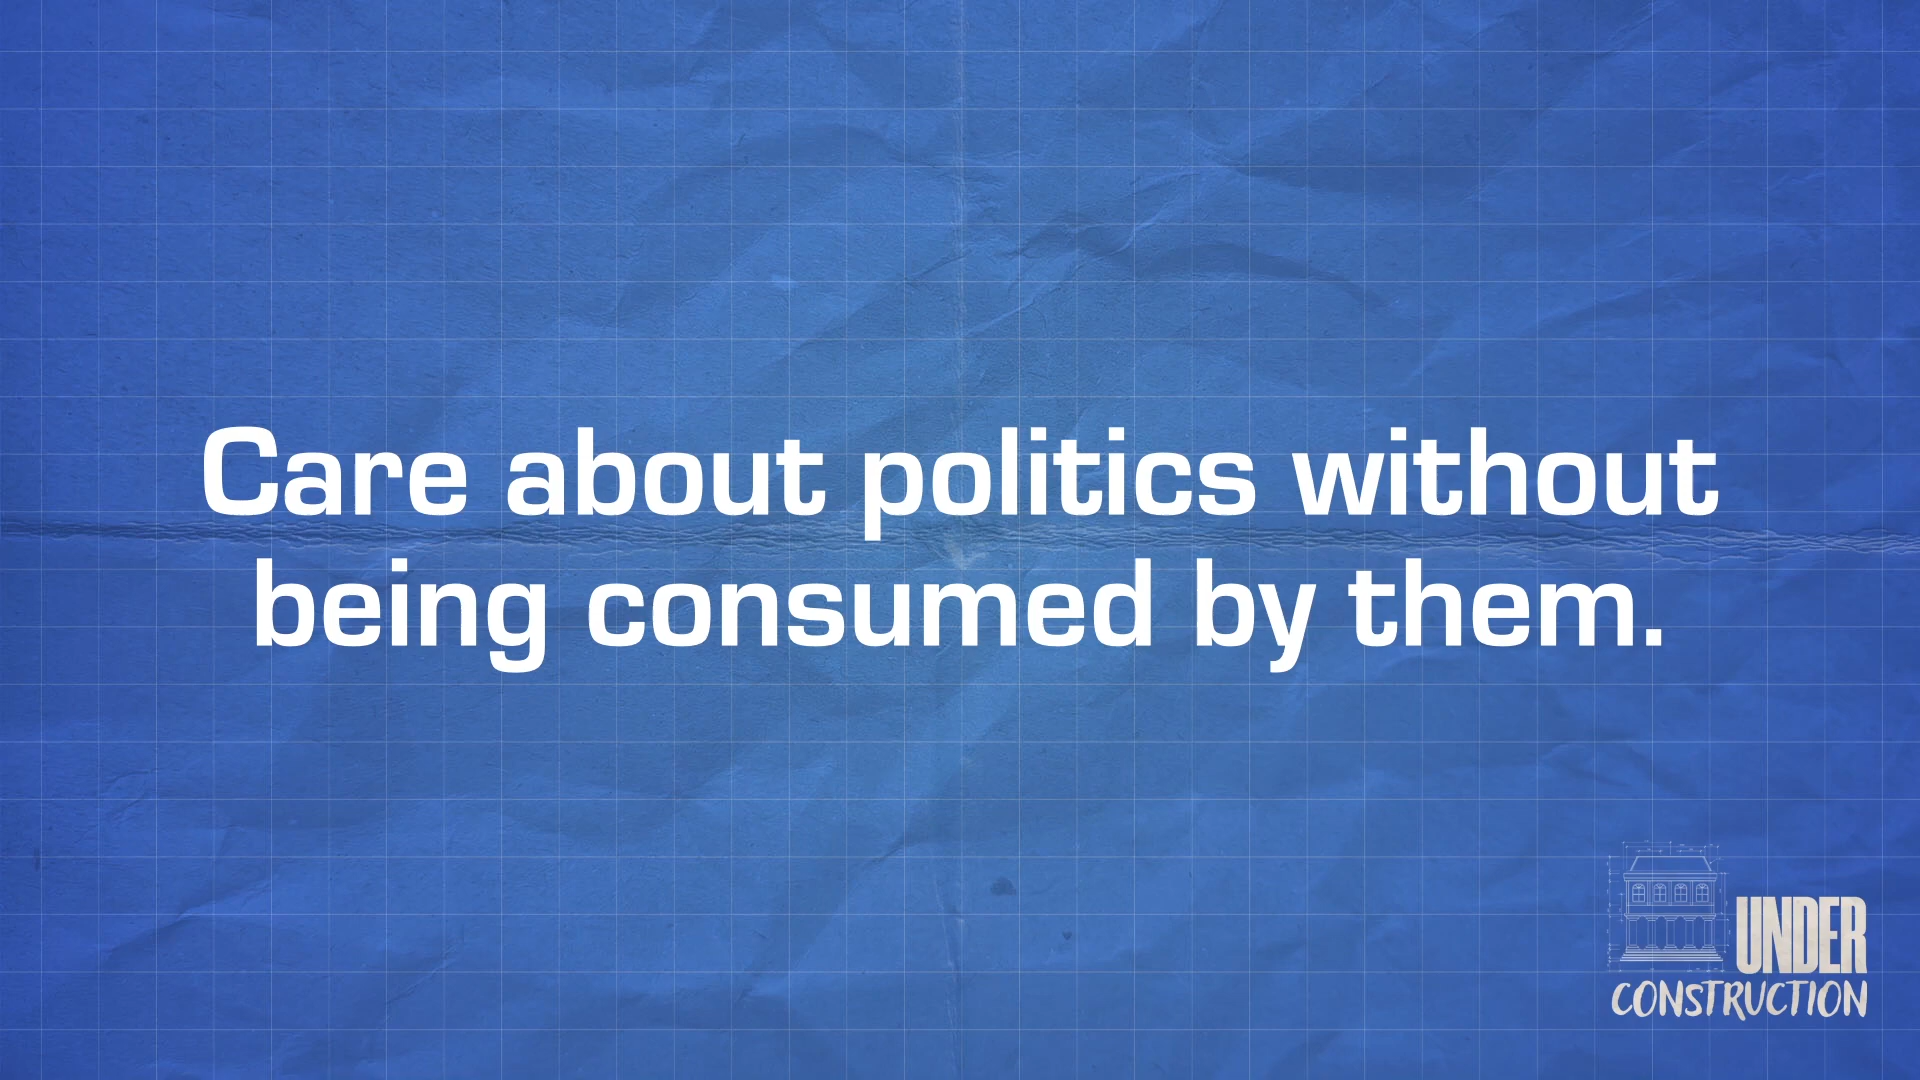 Care about politics without
being consumed by them.
UNDER
CONSTRUCTION